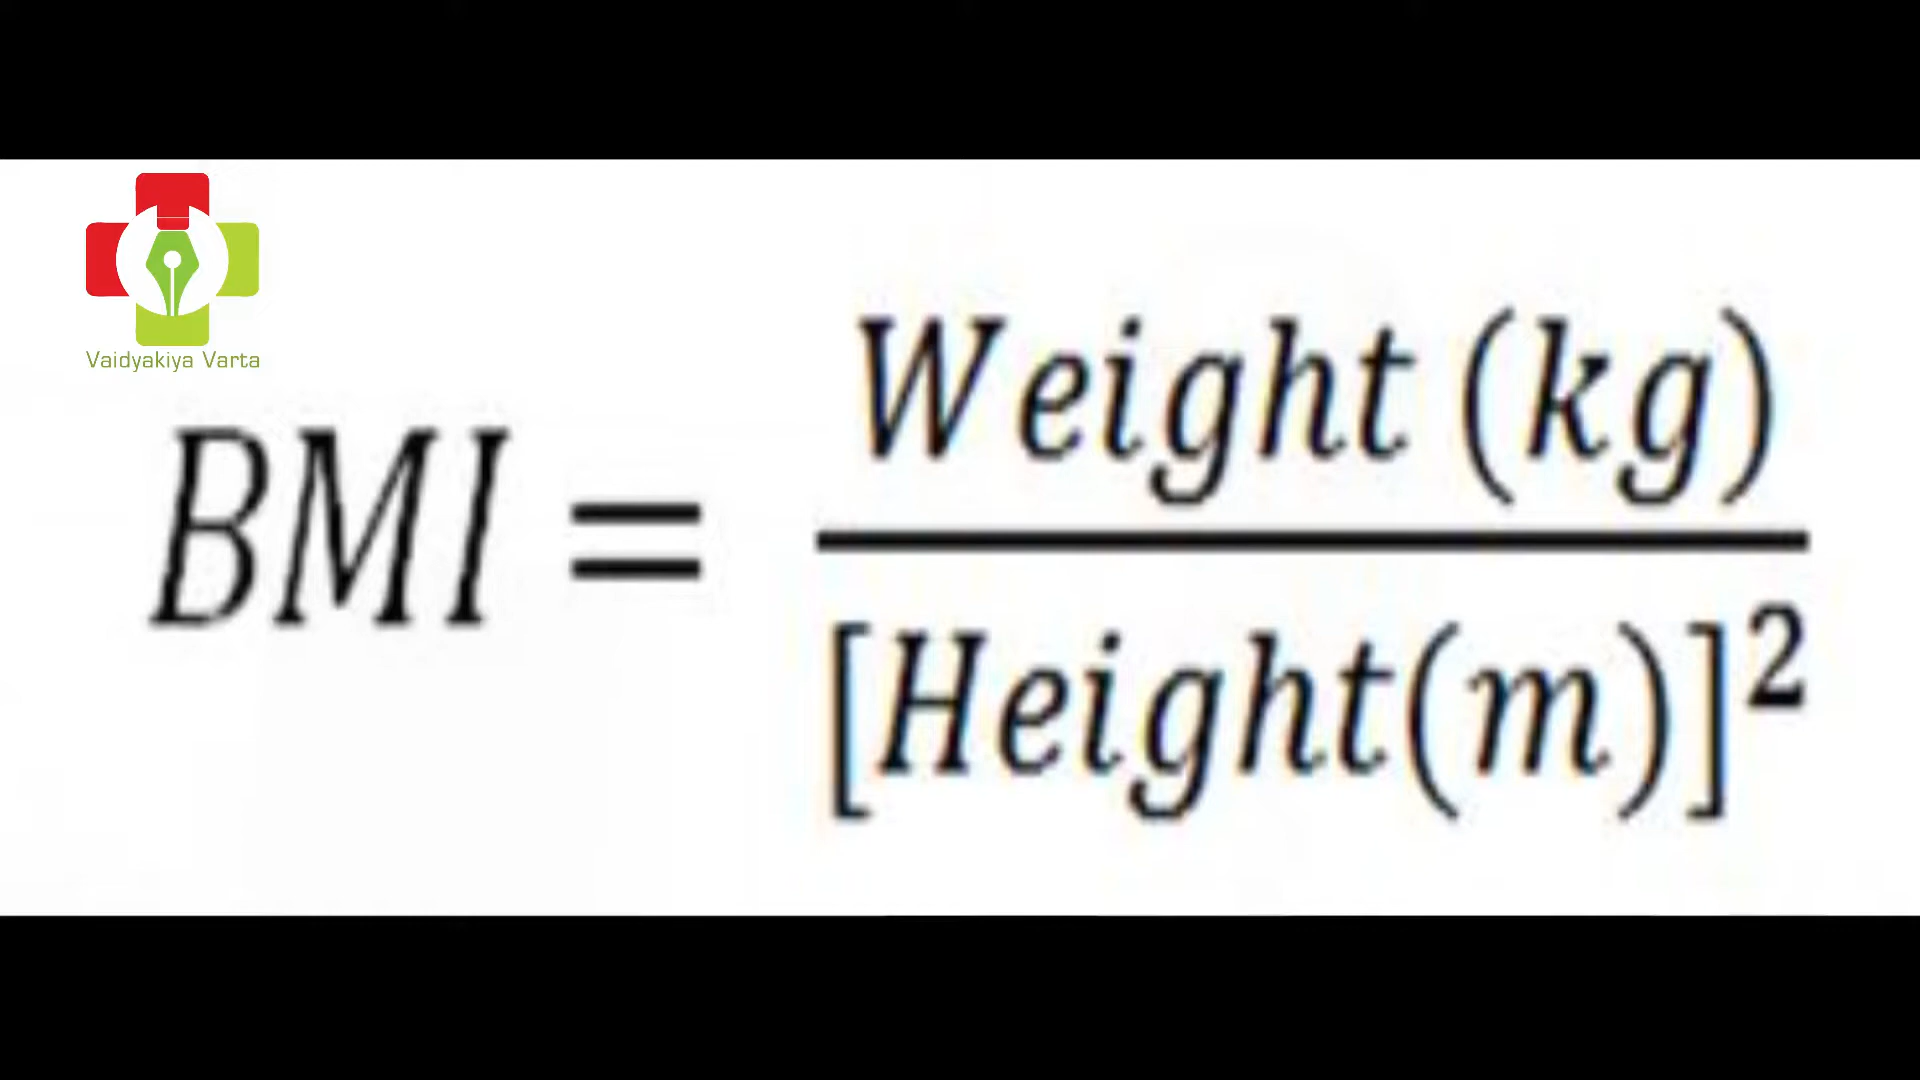 Vaidyakiya Varta
BMI = Weight (kg) / [Height(m)]²